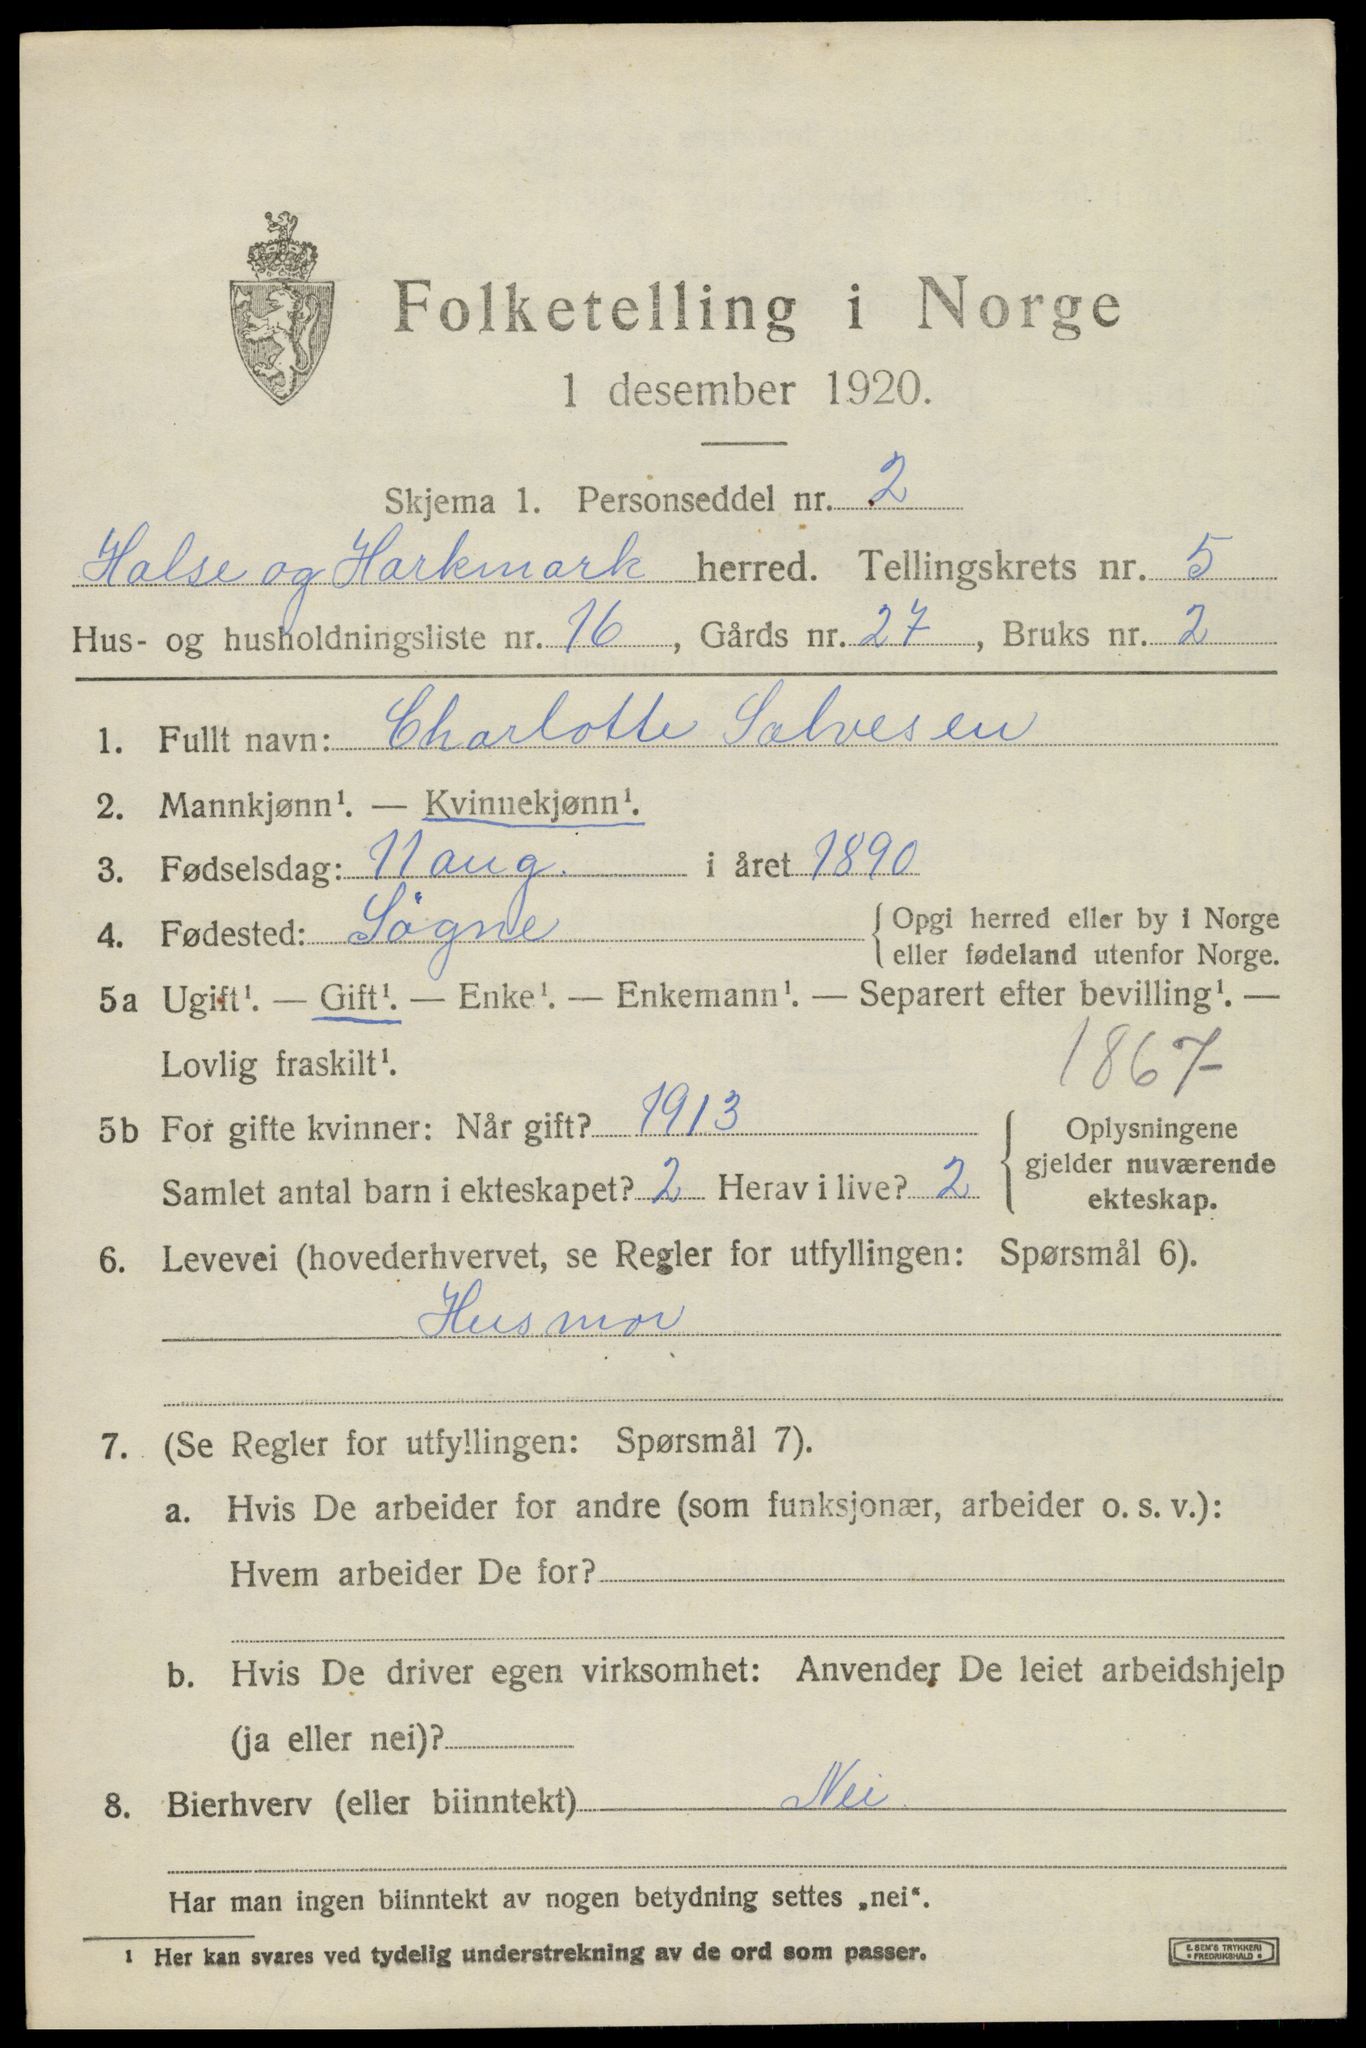 Folketelling i Norge
1 desember 1920.
Skjema 1. Personseddel nr. 2
Halse og Harkmark herred. Tellingskrets nr. 5
Hus- og husholdningsliste nr. 16, Gårds nr. 27, Bruks nr. 2
1. Fullt navn: Charlotte Salvesen
2. Mannkjønn¹. — Kvinnekjønn¹.
3. Fødselsdag: 11 aug. i året 1890
4. Fødested: Sögne {Opgi herred eller by i Norge
eller fødeland utenfor Norge.
5a Ugift¹. — Gift¹. — Enke¹. — Enkemann¹. — Separert efter bevilling¹. —
Lovlig fraskilt¹.
1867
5b For gifte kvinner: Når gift? 1913
Samlet antal barn i ekteskapet? 2 Herav i live? 2
Oplysningene
gjelder nuværende
ekteskap.
6. Levevei (hovederhvervet, se Regler for utfyllingen: Spørsmål 6).
Husmor
7. (Se Regler for utfyllingen: Spørsmål 7).
a. Hvis De arbeider for andre (som funksjonær, arbeider o. s. v.):
Hvem arbeider De for?
b. Hvis De driver egen virksomhet: Anvender De leiet arbeidshjelp
(ja eller nei)?
8. Bierhverv (eller biinntekt) Nei.
Har man ingen biinntekt av nogen betydning settes „nei“.
¹ Her kan svares ved tydelig understrekning av de ord som passer.
E. SEM'S TRYKKERI
FREDRIKSHALD